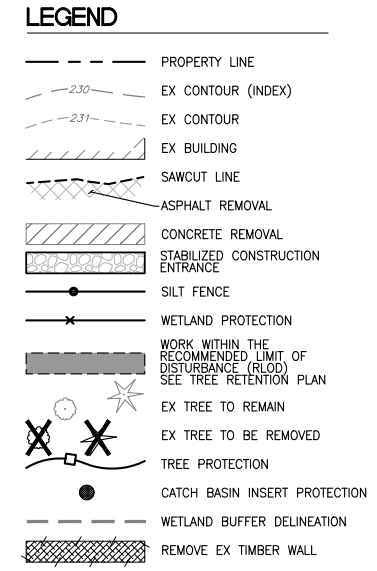 LEGEND
PROPERTY LINE
230
EX CONTOUR (INDEX)
231
EX CONTOUR
EX BUILDING
SAWCUT LINE
ASPHALT REMOVAL
CONCRETE REMOVAL
STABILIZED CONSTRUCTION
ENTRANCE
SILT FENCE
WETLAND PROTECTION
WORK WITHIN THE
RECOMMENDED LIMIT OF
DISTURBANCE (RLOD)
SEE TREE RETENTION PLAN
EX TREE TO REMAIN
EX TREE TO BE REMOVED
TREE PROTECTION
CATCH BASIN INSERT PROTECTION
WETLAND BUFFER DELINEATION
REMOVE EX TIMBER WALL